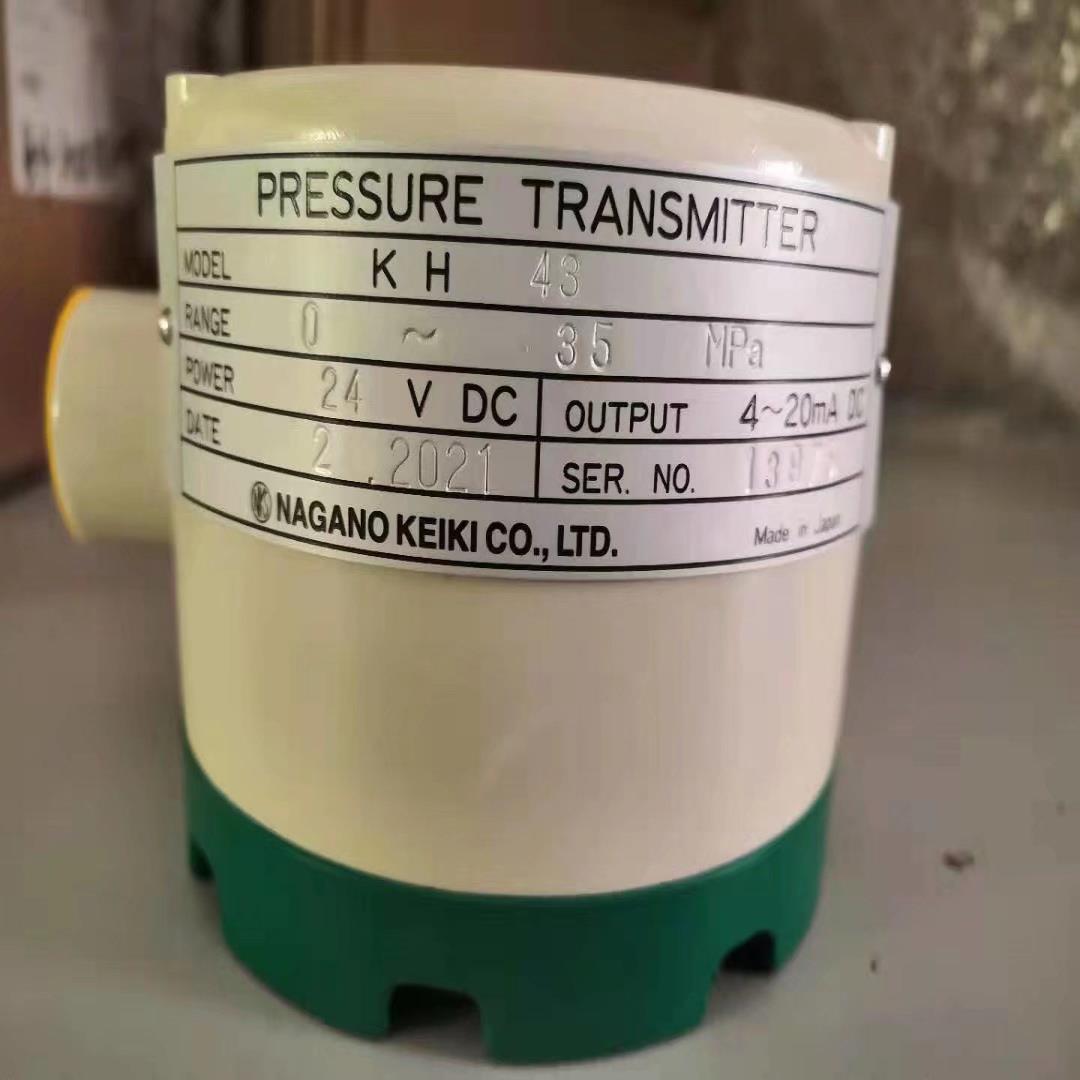 PRESSURE TRANSMITTER
MODEL KH 43
RANGE 0 ~ 35 MPa
POWER 24 V DC OUTPUT 4~20mA DC
DATE 2 .2021 SER. NO.
NAGANO KEIKI CO., LTD. Made in Japan